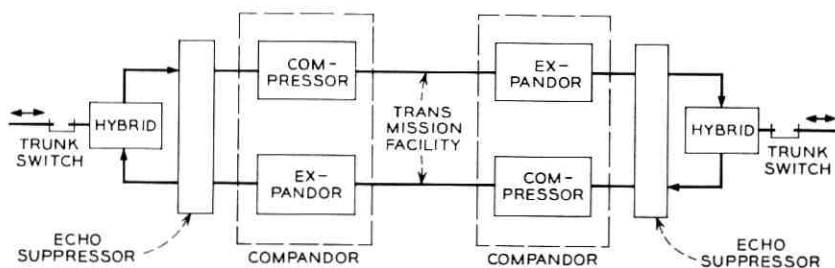 COM-
PRESSOR
EX-
PANDOR
HYBRID
TRUNK
SWITCH
TRANS
MISSION
FACILITY
HYBRID
TRUNK
SWITCH
EX-
PANDOR
COM-
PRESSOR
ECHO
SUPPRESSOR
COMPANDOR
COMPANDOR
ECHO
SUPPRESSOR